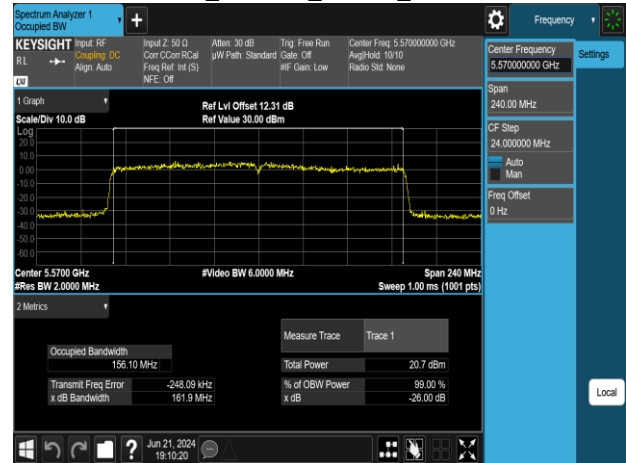 Spectrum Analyzer 1
Occupied BW
Frequency
KEYSIGHT
RL
LXI
Input: RF
Coupling: DC
Align: Auto
Input Z: 50 Ω
Corr CCorr RCal
Freq Ref: Int (S)
NFE: Off
Atten: 30 dB
µW Path: Standard
Trig: Free Run
Gate: Off
#IF Gain: Low
Center Freq: 5.570000000 GHz
Avg|Hold: 10/10
Radio Std: None
Center Frequency
5.570000000 GHz
Settings
Span
240.00 MHz
CF Step
24.000000 MHz
Auto
Man
Freq Offset
0 Hz
1 Graph
Scale/Div 10.0 dB
Ref Lvl Offset 12.31 dB
Ref Value 30.00 dBm
Log
20.0
10.0
0.00
-10.0
-20.0
-30.0
-40.0
-50.0
-60.0
Center 5.5700 GHz
#Video BW 6.0000 MHz
Span 240 MHz
#Res BW 2.0000 MHz
Sweep 1.00 ms (1001 pts)
2 Metrics
Measure Trace
Trace 1
Occupied Bandwidth
156.10 MHz
Total Power
20.7 dBm
Transmit Freq Error
-248.09 kHz
% of OBW Power
99.00 %
x dB Bandwidth
161.9 MHz
x dB
-26.00 dB
Local
?
Jun 21, 2024
19:10:20